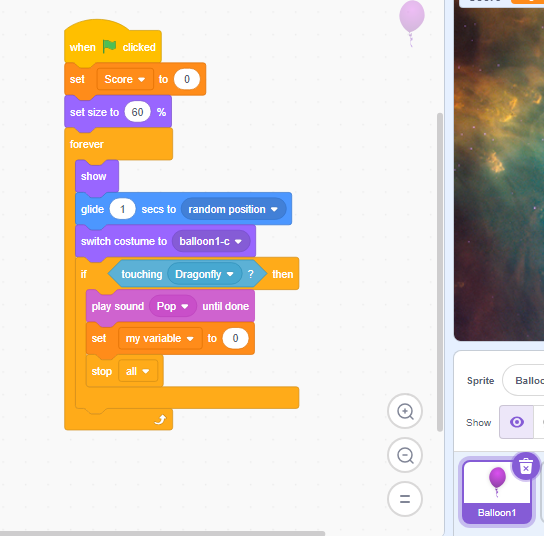 when clicked
set Score to 0
set size to 60 %
forever
show
glide 1 secs to random position
switch costume to balloon1-c
if touching Dragonfly ? then
play sound Pop until done
set my variable to 0
stop all
Sprite Balloo
Show
Balloon1